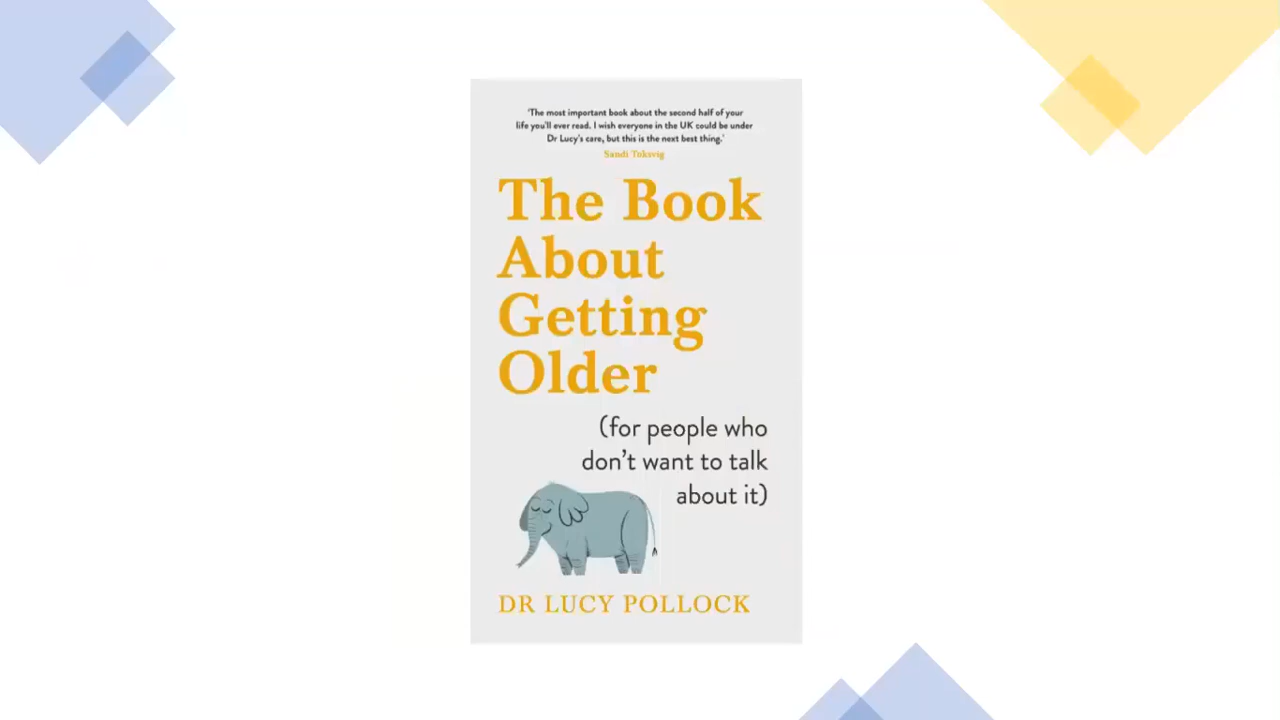 'The most important book about the second half of your
life you'll ever read. I wish everyone in the UK could be under
Dr Lucy's care, but this is the next best thing.'
Sandi Toksvig
The Book
About
Getting
Older
(for people who
don't want to talk
about it)
DR LUCY POLLOCK